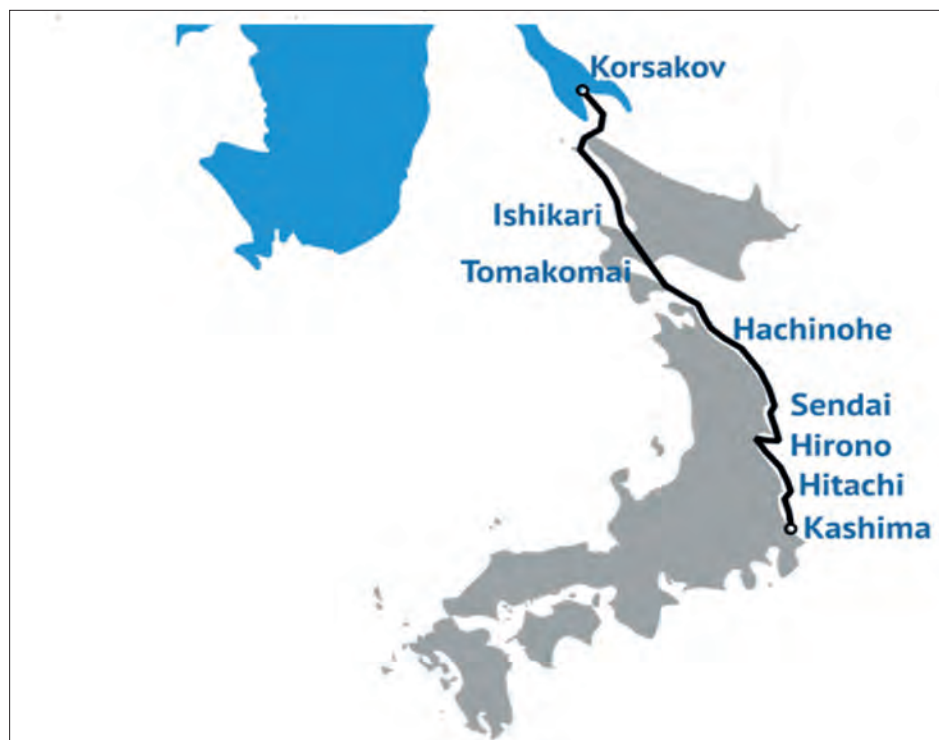 Korsakov
Ishikari
Tomakomai
Hachinohe
Sendai
Hirono
Hitachi
Kashima